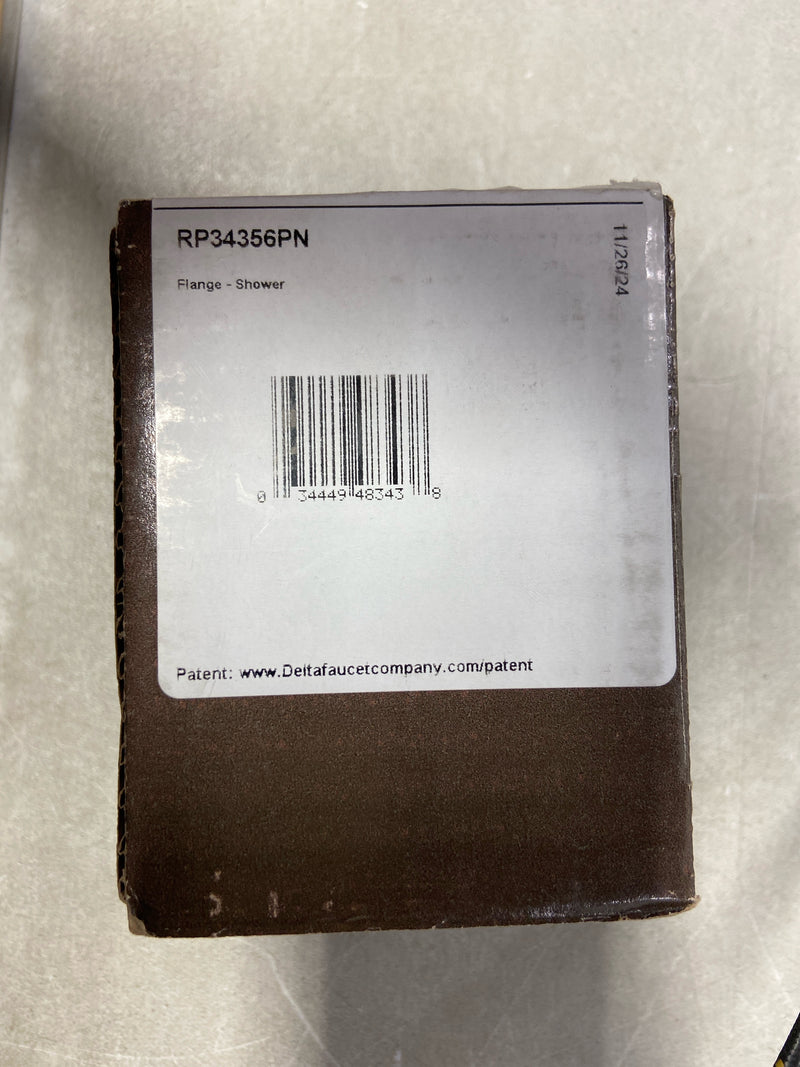 RP34356PN
11/26/24
Flange - Shower
0 34449 48343 8
Patent: www.Deltafaucetcompany.com/patent